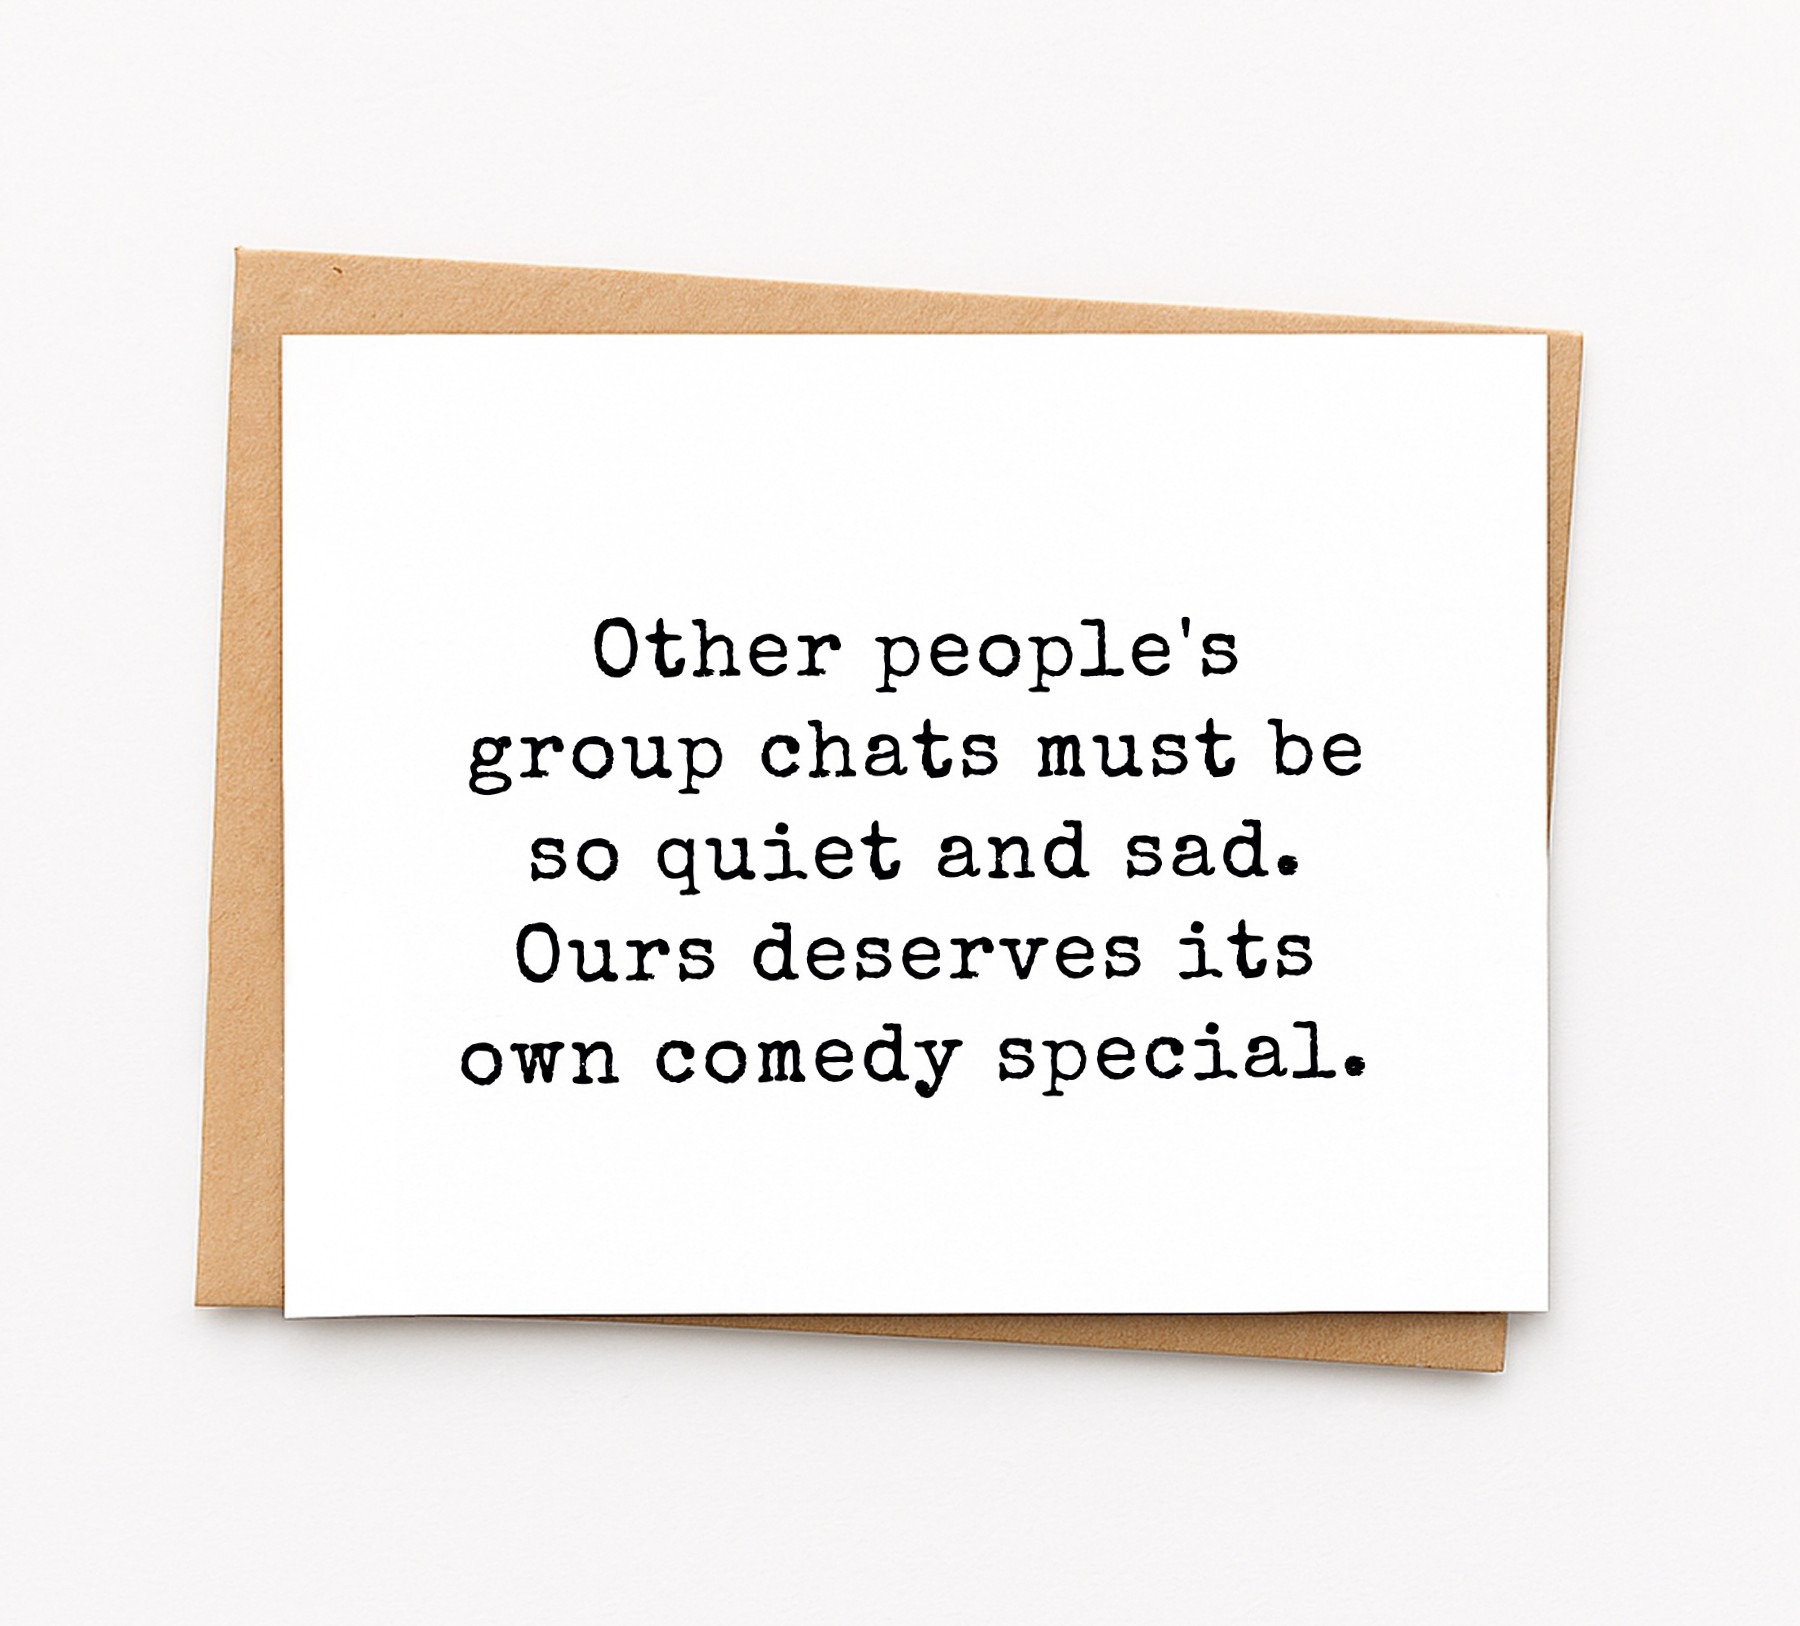 Other people's
group chats must be
so quiet and sad.
Ours deserves its
own comedy special.